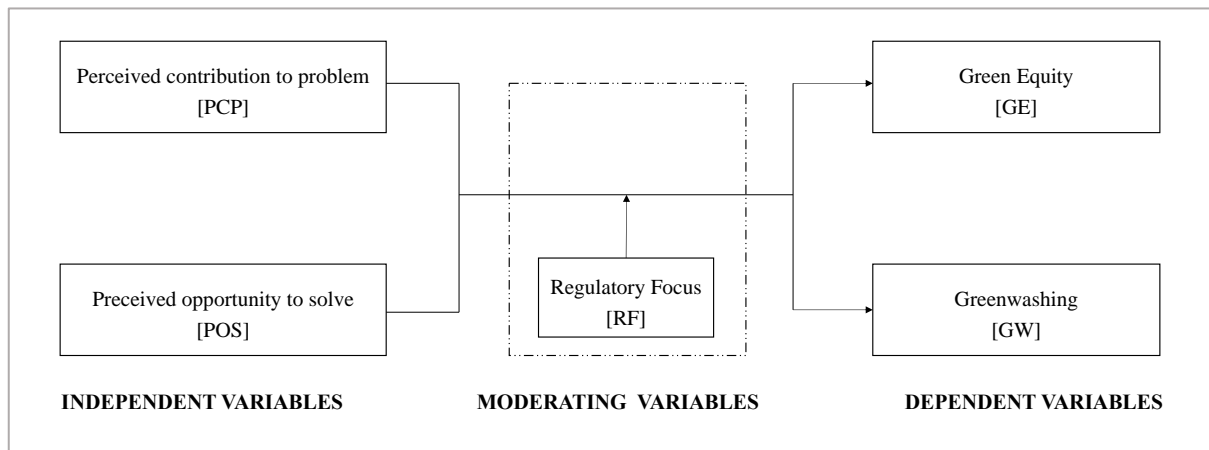 Perceived contribution to problem
[PCP]
Green Equity
[GE]
Preceived opportunity to solve
[POS]
Regulatory Focus
[RF]
Greenwashing
[GW]
INDEPENDENT VARIABLES
MODERATING VARIABLES
DEPENDENT VARIABLES